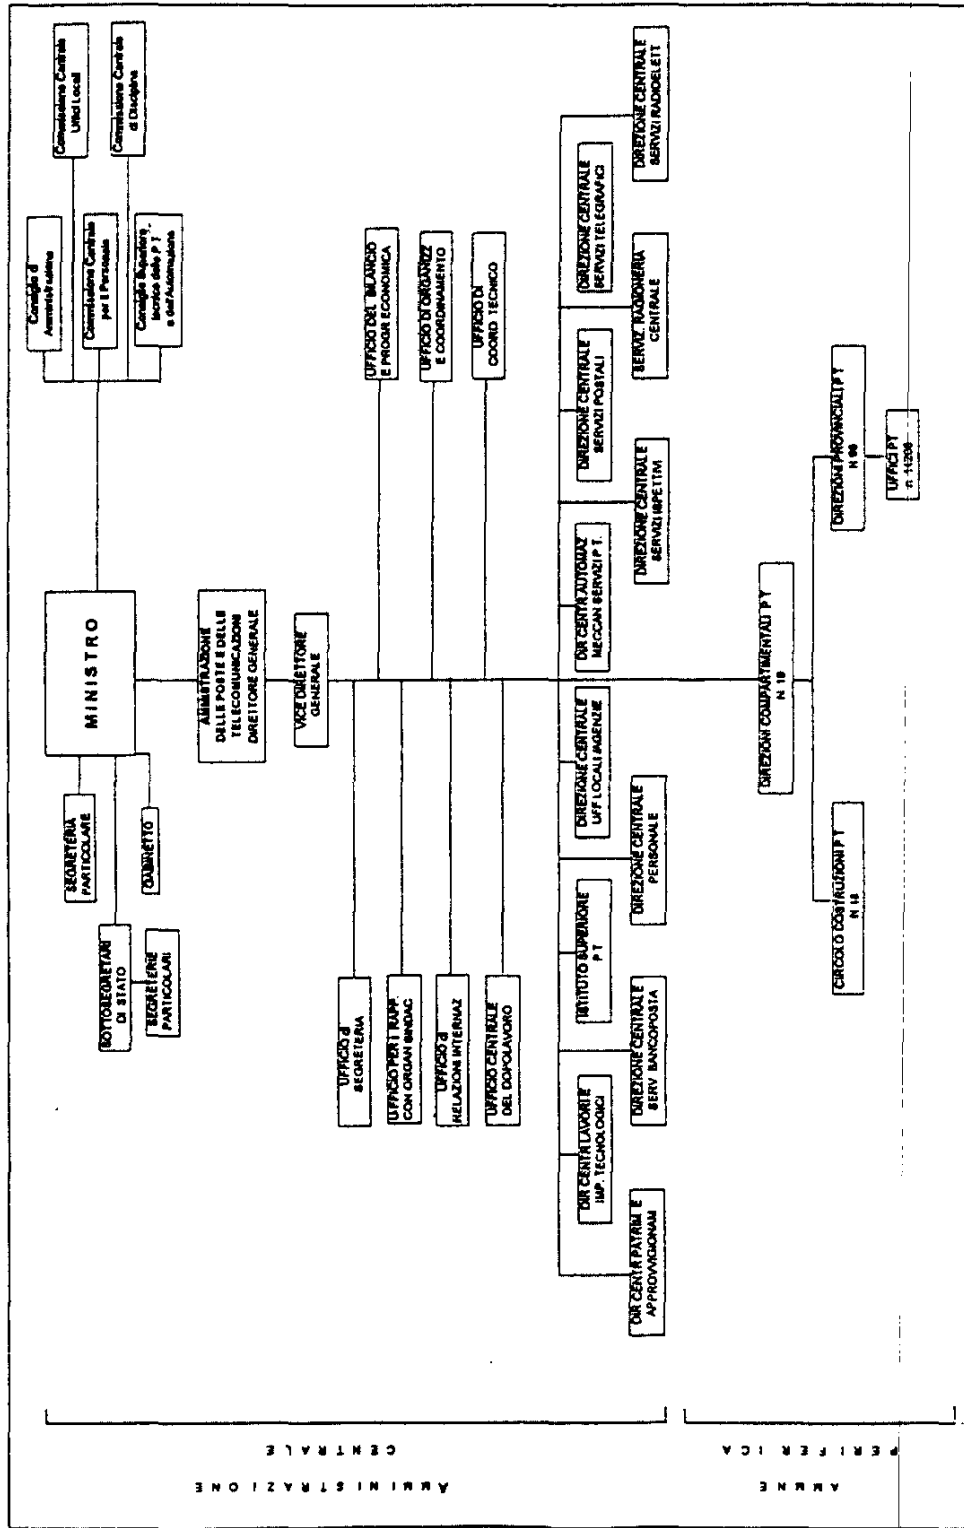 Consiglio di
Amministrazione
Commissione Centrale
Uffici Locali
Commissione Centrale
per il Personale
Commissione Centrale
di Disciplina
Consiglio Superiore
tecnico delle P T
e dell'Automazione
MINISTRO
SEGRETERIA
PARTICOLARE
GABINETTO
SOTTOSEGRETARI
DI STATO
SEGRETERIE
PARTICOLARI
AMMISTRAZIONE
DELLE POSTE E DELLE
TELECOMUNICAZIONI
DIRETTORE GENERALE
VICE DIRETTORE
GENERALE
UFFICIO di
SEGRETERIA
UFFICIO PER I RAPP.
CON ORGAN SINDAC
UFFICIO di
RELAZIONI INTERNAZ
UFFICIO CENTRALE
DEL DOPOLAVORO
UFFICIO DEL BILANCIO
E PROGR ECONOMICA
UFFICIO DI ORGANIZZ
E COORDINAMENTO
UFFICIO DI
COORD. TECNICO
DIR CENTR LAVORI E
IMP. TECNOLOGICI
ISTITUTO SUPERIORE
P T
DIREZIONE CENTRALE
UFF LOCALI AGENZIE
DIR CENTR AUTOMAZ
MECCAN SERVIZI P T.
DIREZIONE CENTRALE
SERVIZI POSTALI
DIREZIONE CENTRALE
SERVIZI TELEGRAFICI
DIR CENTR PATRIM E
APPROVVIGIONAM
DIREZIONE CENTRALE
SERV BANCOPOSTA
DIREZIONE CENTRALE
PERSONALE
DIREZIONE CENTRALE
SERVIZI ISPETTIVI
SERVIZ. RAGIONERIA
CENTRALE
DIREZIONE CENTRALE
SERVIZI RADIOELETT
DIREZIONI COMPARTIMENTALI P T
CIRCOLO COSTRUZIONI P T
DIREZIONI PROVINCIALI P T
UFFICI PT
AMMINISTRAZIONE
CENTRALE
AMMNE
PERIFERICA